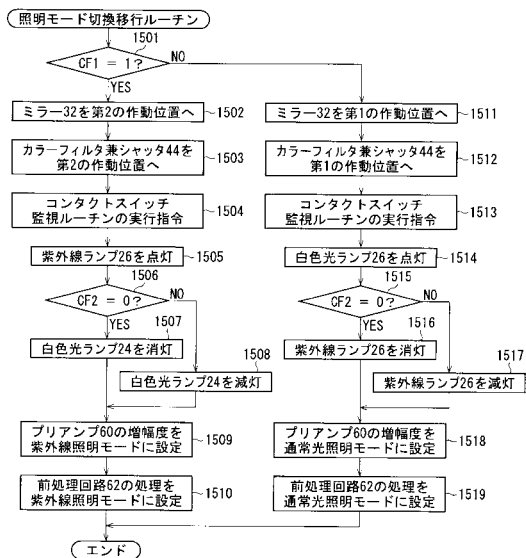 照明モード切換移行ルーチン
1501
CF1 = 1?
NO
YES
ミラー32を第2の作動位置へ
1502
カラーフィルタ兼シャッタ44を
第2の作動位置へ
1503
コンタクトスイッチ
監視ルーチンの実行指令
1504
紫外線ランプ26を点灯
1505
1506
CF2 = 0?
NO
YES
1507
白色光ランプ24を消灯
1508
白色光ランプ24を減灯
プリアンプ60の増幅度を
紫外線照明モードに設定
1509
前処理回路62の処理を
紫外線照明モードに設定
1510
ミラー32を第1の作動位置へ
1511
カラーフィルタ兼シャッタ44を
第1の作動位置へ
1512
コンタクトスイッチ
監視ルーチンの実行指令
1513
白色光ランプ26を点灯
1514
1515
CF2 = 0?
NO
YES
1516
紫外線ランプ26を消灯
1517
紫外線ランプ26を減灯
プリアンプ60の増幅度を
通常光照明モードに設定
1518
前処理回路62の処理を
通常光照明モードに設定
1519
エンド